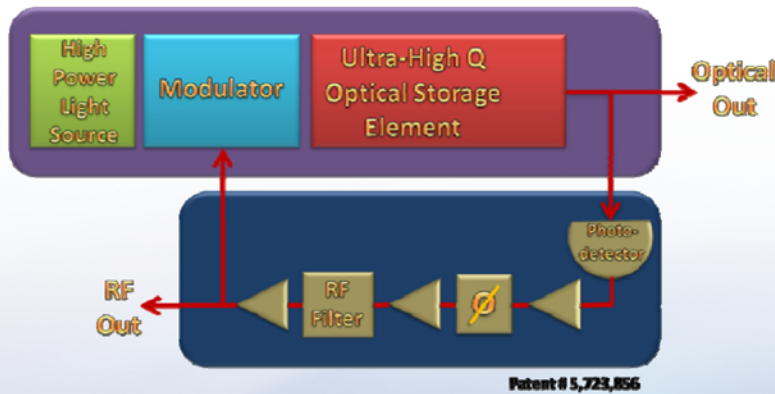 High
Power
Light
Source
Modulator
Ultra-High Q
Optical Storage
Element
Optical
Out
Photo-
detector
Ø
RF
Filter
RF
Out
Patent # 5,723,856